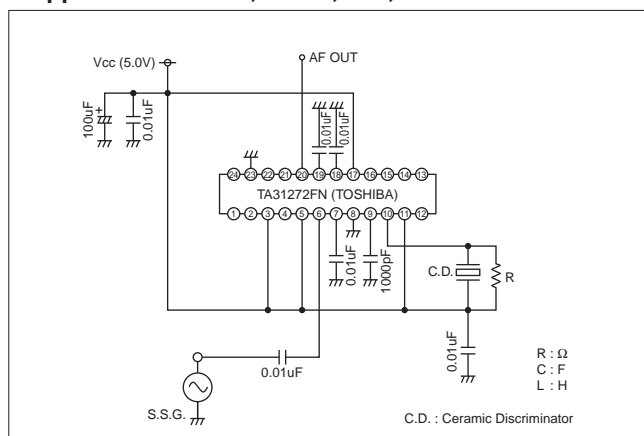 Vcc (5.0V)
AF OUT
100uF
+
0.01uF
0.01uF
0.01uF
24 23 22 21 20 19 18 17 16 15 14 13
TA31272FN (TOSHIBA)
1 2 3 4 5 6 7 8 9 10 11 12
0.01uF
1000pF
C.D.
R
0.01uF
0.01uF
S.S.G.
R : Ω
C : F
L : H
C.D. : Ceramic Discriminator